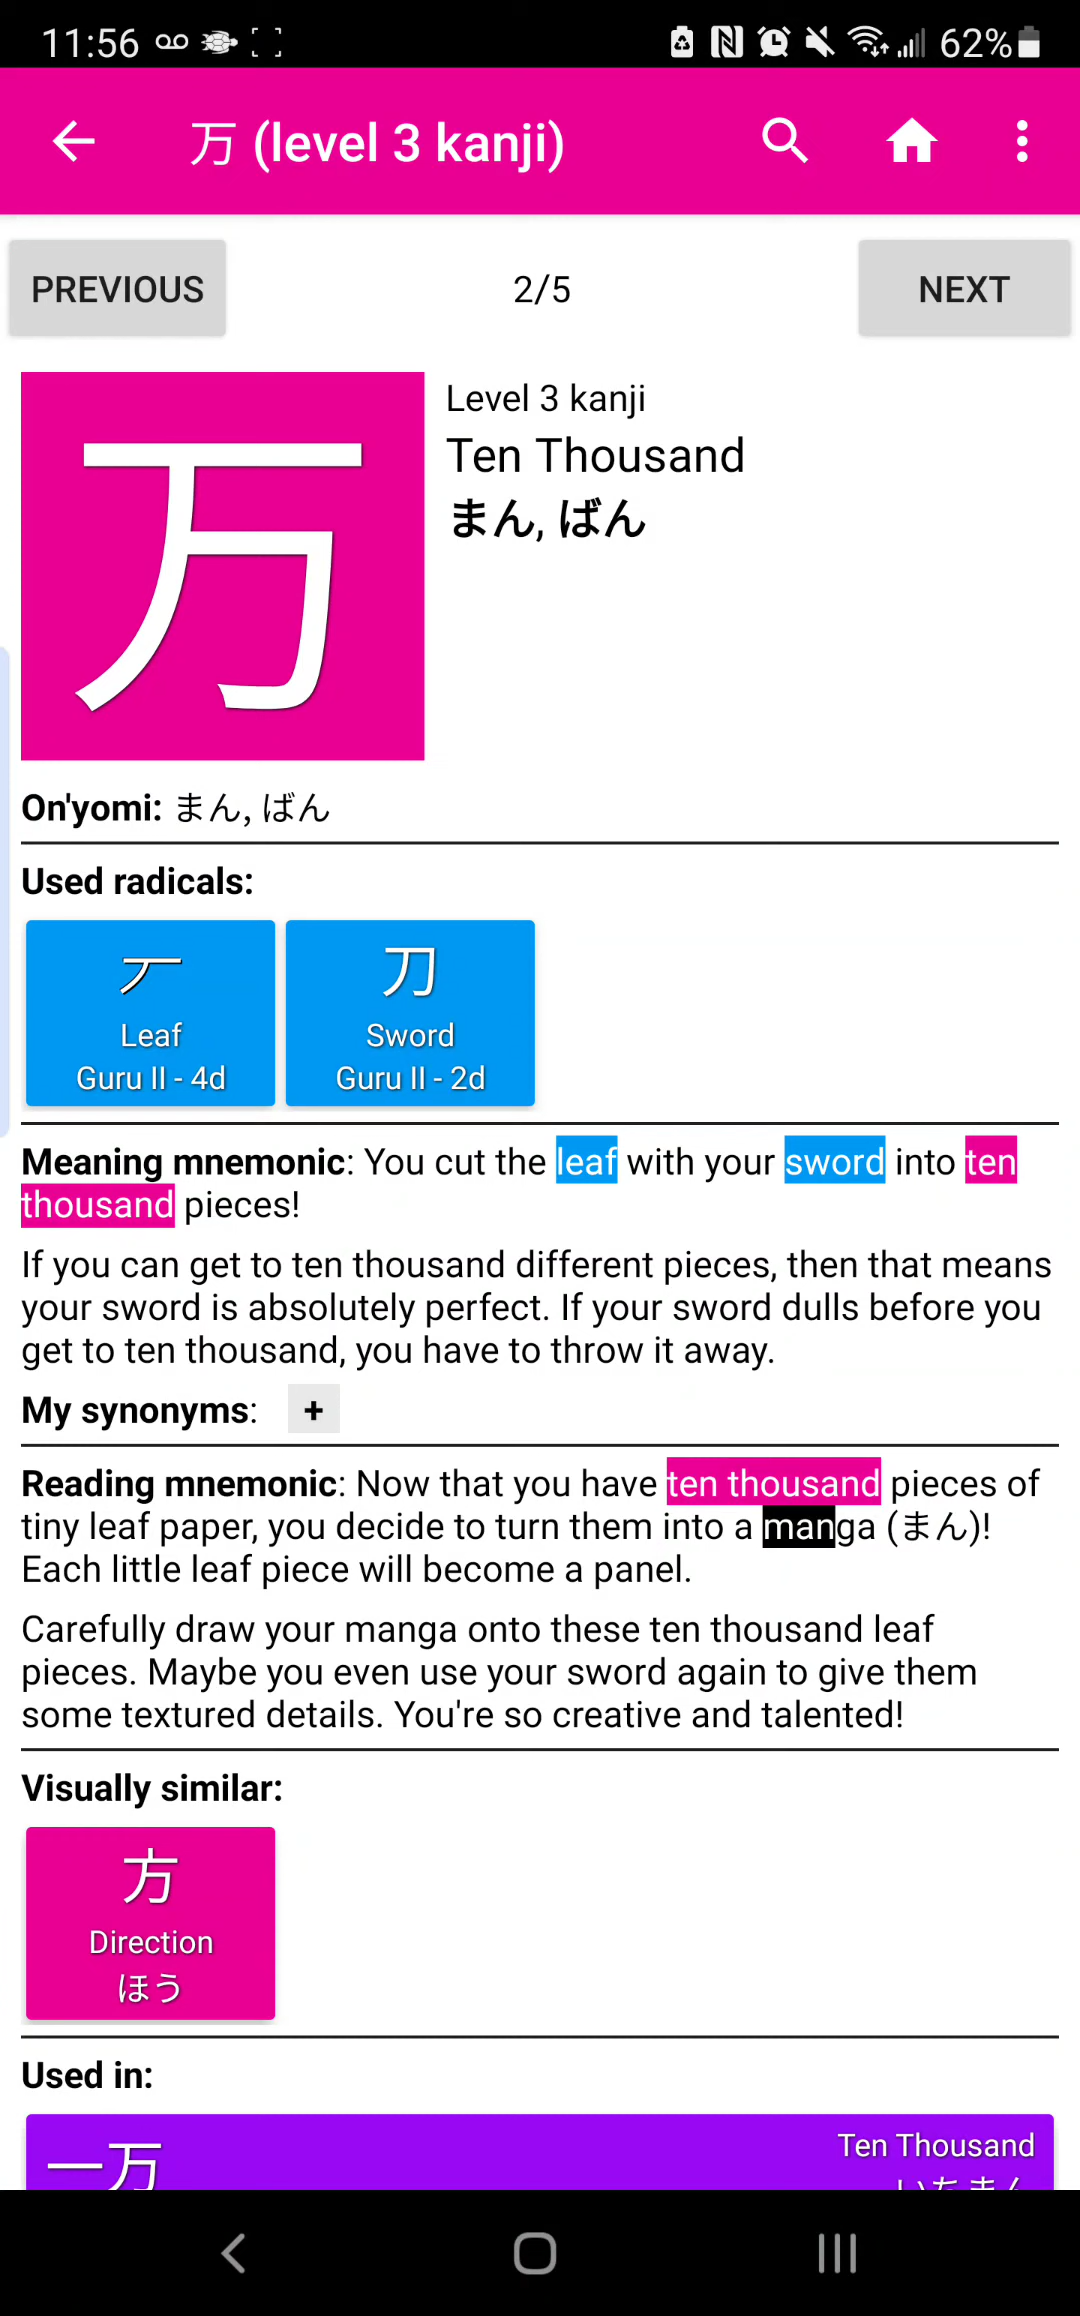 11:56
62%
万 (level 3 kanji)
PREVIOUS
2/5
NEXT
万
Level 3 kanji
Ten Thousand
まん, ばん
On'yomi: まん, ばん
Used radicals:
Leaf
Guru II - 4d
刀
Sword
Guru II - 2d
Meaning mnemonic: You cut the leaf with your sword into ten
thousand pieces!
If you can get to ten thousand different pieces, then that means
your sword is absolutely perfect. If your sword dulls before you
get to ten thousand, you have to throw it away.
My synonyms: +
Reading mnemonic: Now that you have ten thousand pieces of
tiny leaf paper, you decide to turn them into a manga (まん)!
Each little leaf piece will become a panel.
Carefully draw your manga onto these ten thousand leaf
pieces. Maybe you even use your sword again to give them
some textured details. You're so creative and talented!
Visually similar:
方
Direction
ほう
Used in:
一万
Ten Thousand
いちまん